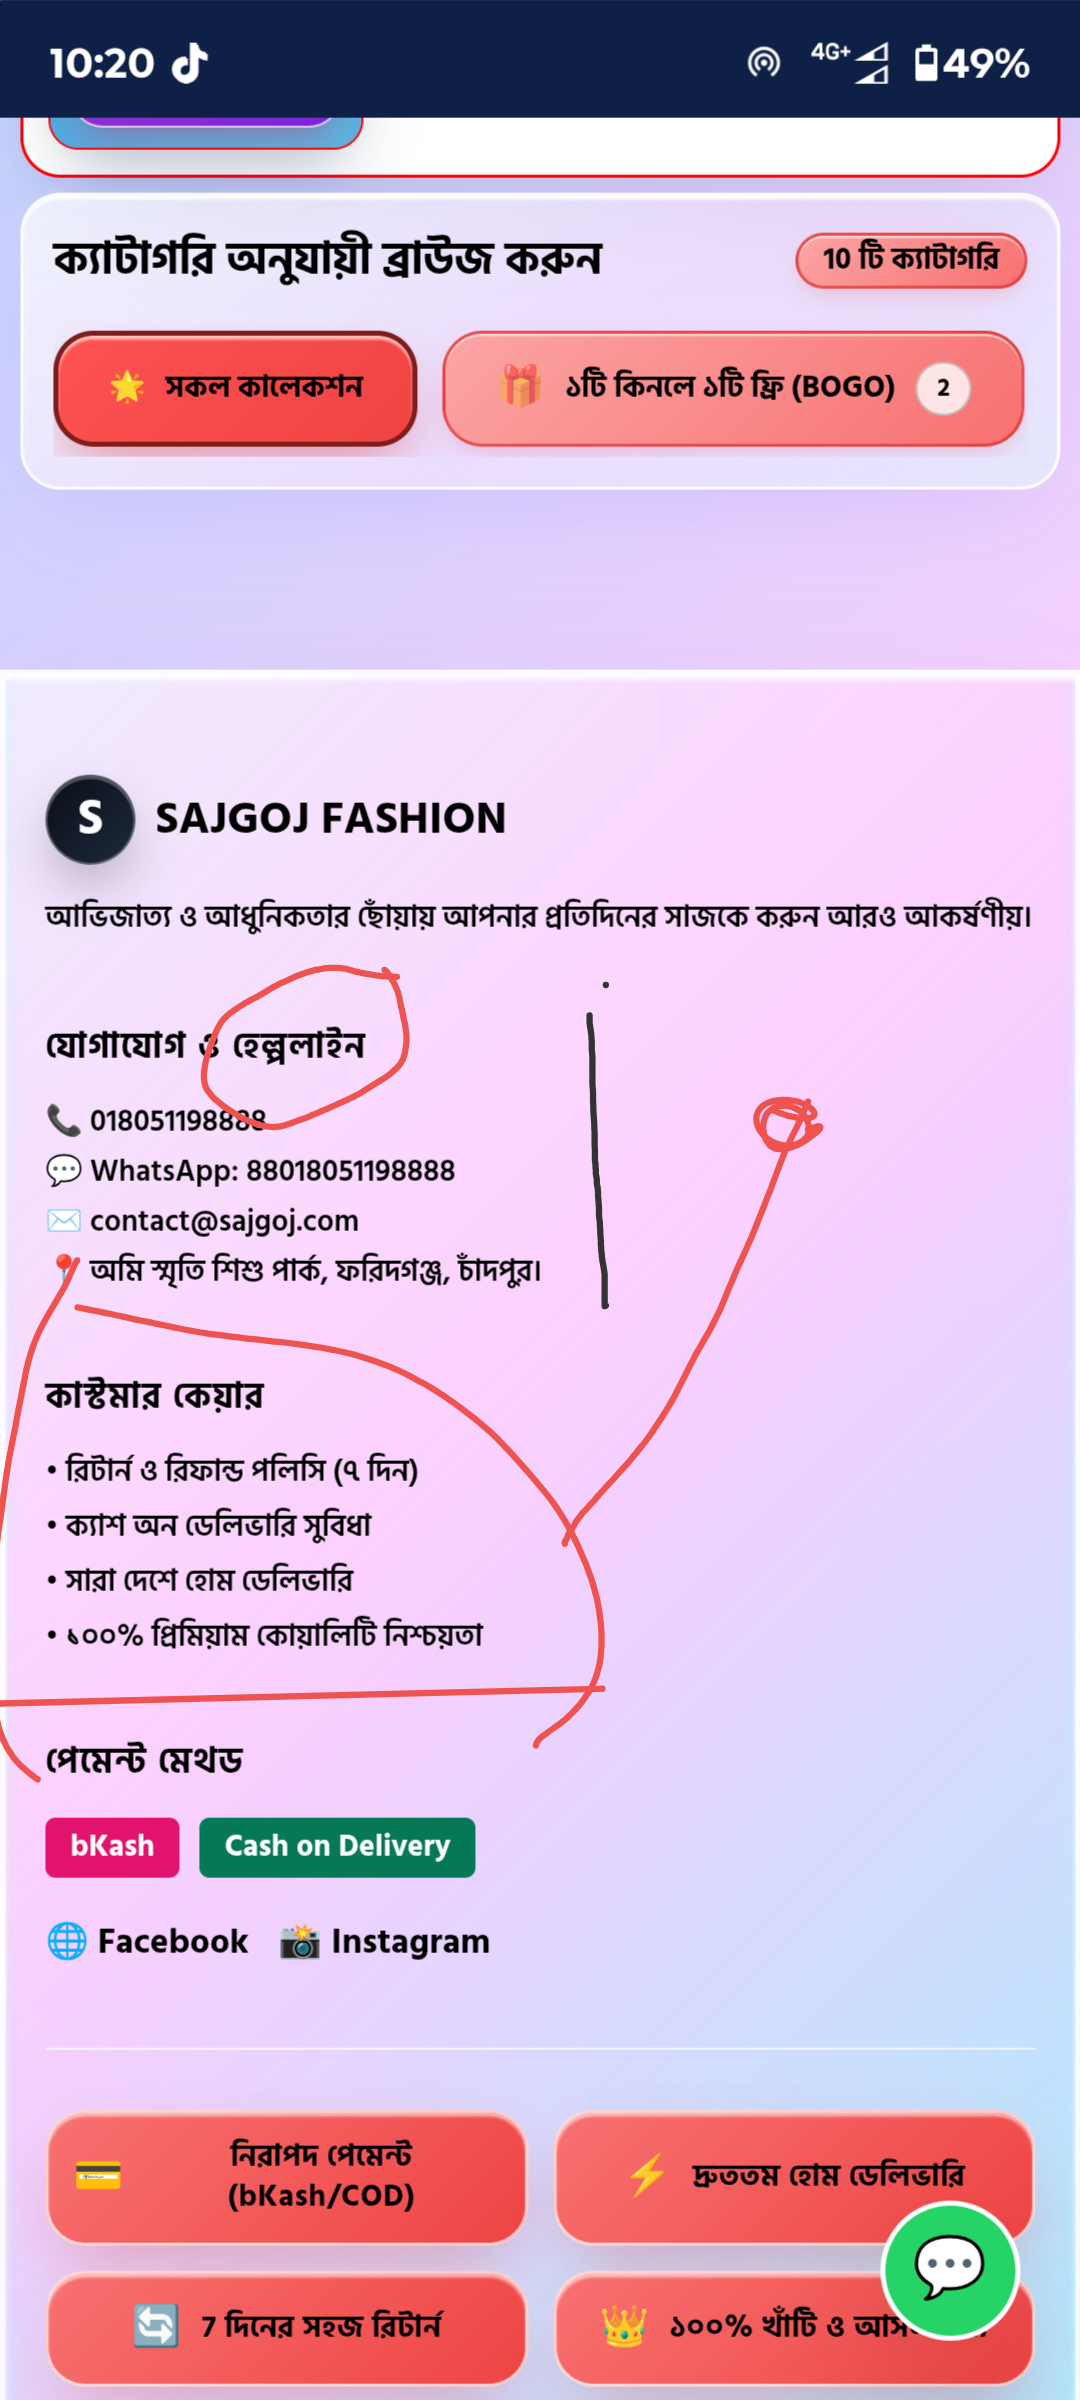 10:20
4G+ 49%
ক্যাটাগরি অনুযায়ী ব্রাউজ করুন
10 টি ক্যাটাগরি
সকল কালেকশন
১টি কিনলে ১টি ফ্রি (BOGO) 2
S SAJGOJ FASHION
আভিজাত্য ও আধুনিকতার ছোঁয়ায় আপনার প্রতিদিনের সাজকে করুন আরও আকর্ষণীয়।
যোগাযোগ ও হেল্পলাইন
018051198888
WhatsApp: 88018051198888
contact@sajgoj.com
অমি স্মৃতি শিশু পার্ক, ফরিদগঞ্জ, চাঁদপুর।
কাস্টমার কেয়ার
• রিটার্ন ও রিফান্ড পলিসি (৭ দিন)
• ক্যাশ অন ডেলিভারি সুবিধা
• সারা দেশে হোম ডেলিভারি
• ১০০% প্রিমিয়াম কোয়ালিটি নিশ্চয়তা
পেমেন্ট মেথড
bKash Cash on Delivery
Facebook Instagram
নিরাপদ পেমেন্ট
(bKash/COD)
দ্রুততম হোম ডেলিভারি
7 দিনের সহজ রিটার্ন
১০০% খাঁটি ও